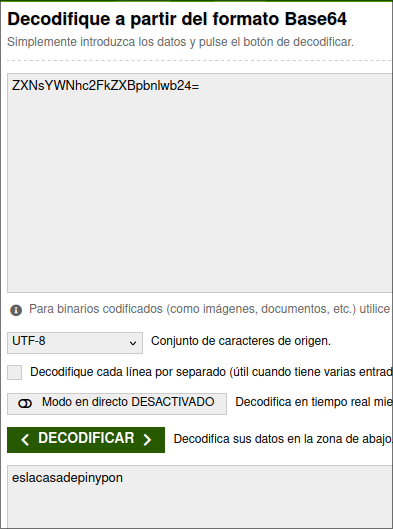 Decodifique a partir del formato Base64
Simplemente introduzca los datos y pulse el botón de decodificar.
ZXNsYWNhc2FkZXBpbnlwb24=
Para binarios codificados (como imágenes, documentos, etc.) utilice
UTF-8 Conjunto de caracteres de origen.
Decodifique cada línea por separado (útil cuando tiene varias entrad
Modo en directo DESACTIVADO Decodifica en tiempo real mie
DECODIFICAR Decodifica sus datos en la zona de abajo.
eslacasadepinypon